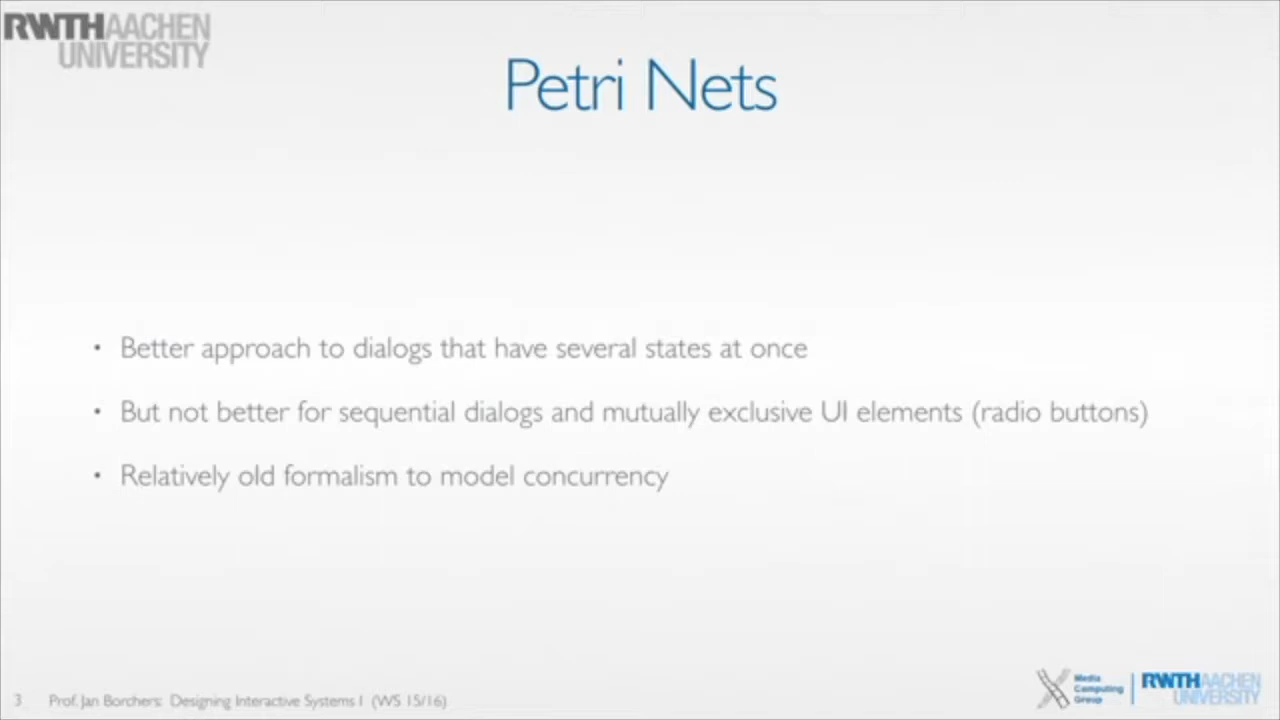 RWTHAACHEN
UNIVERSITY
Petri Nets
• Better approach to dialogs that have several states at once
• But not better for sequential dialogs and mutually exclusive UI elements (radio buttons)
• Relatively old formalism to model concurrency
3 Prof. Jan Borchers: Designing Interactive Systems I (WS 15/16)
Media
Computing
Group
RWTHAACHEN
UNIVERSITY